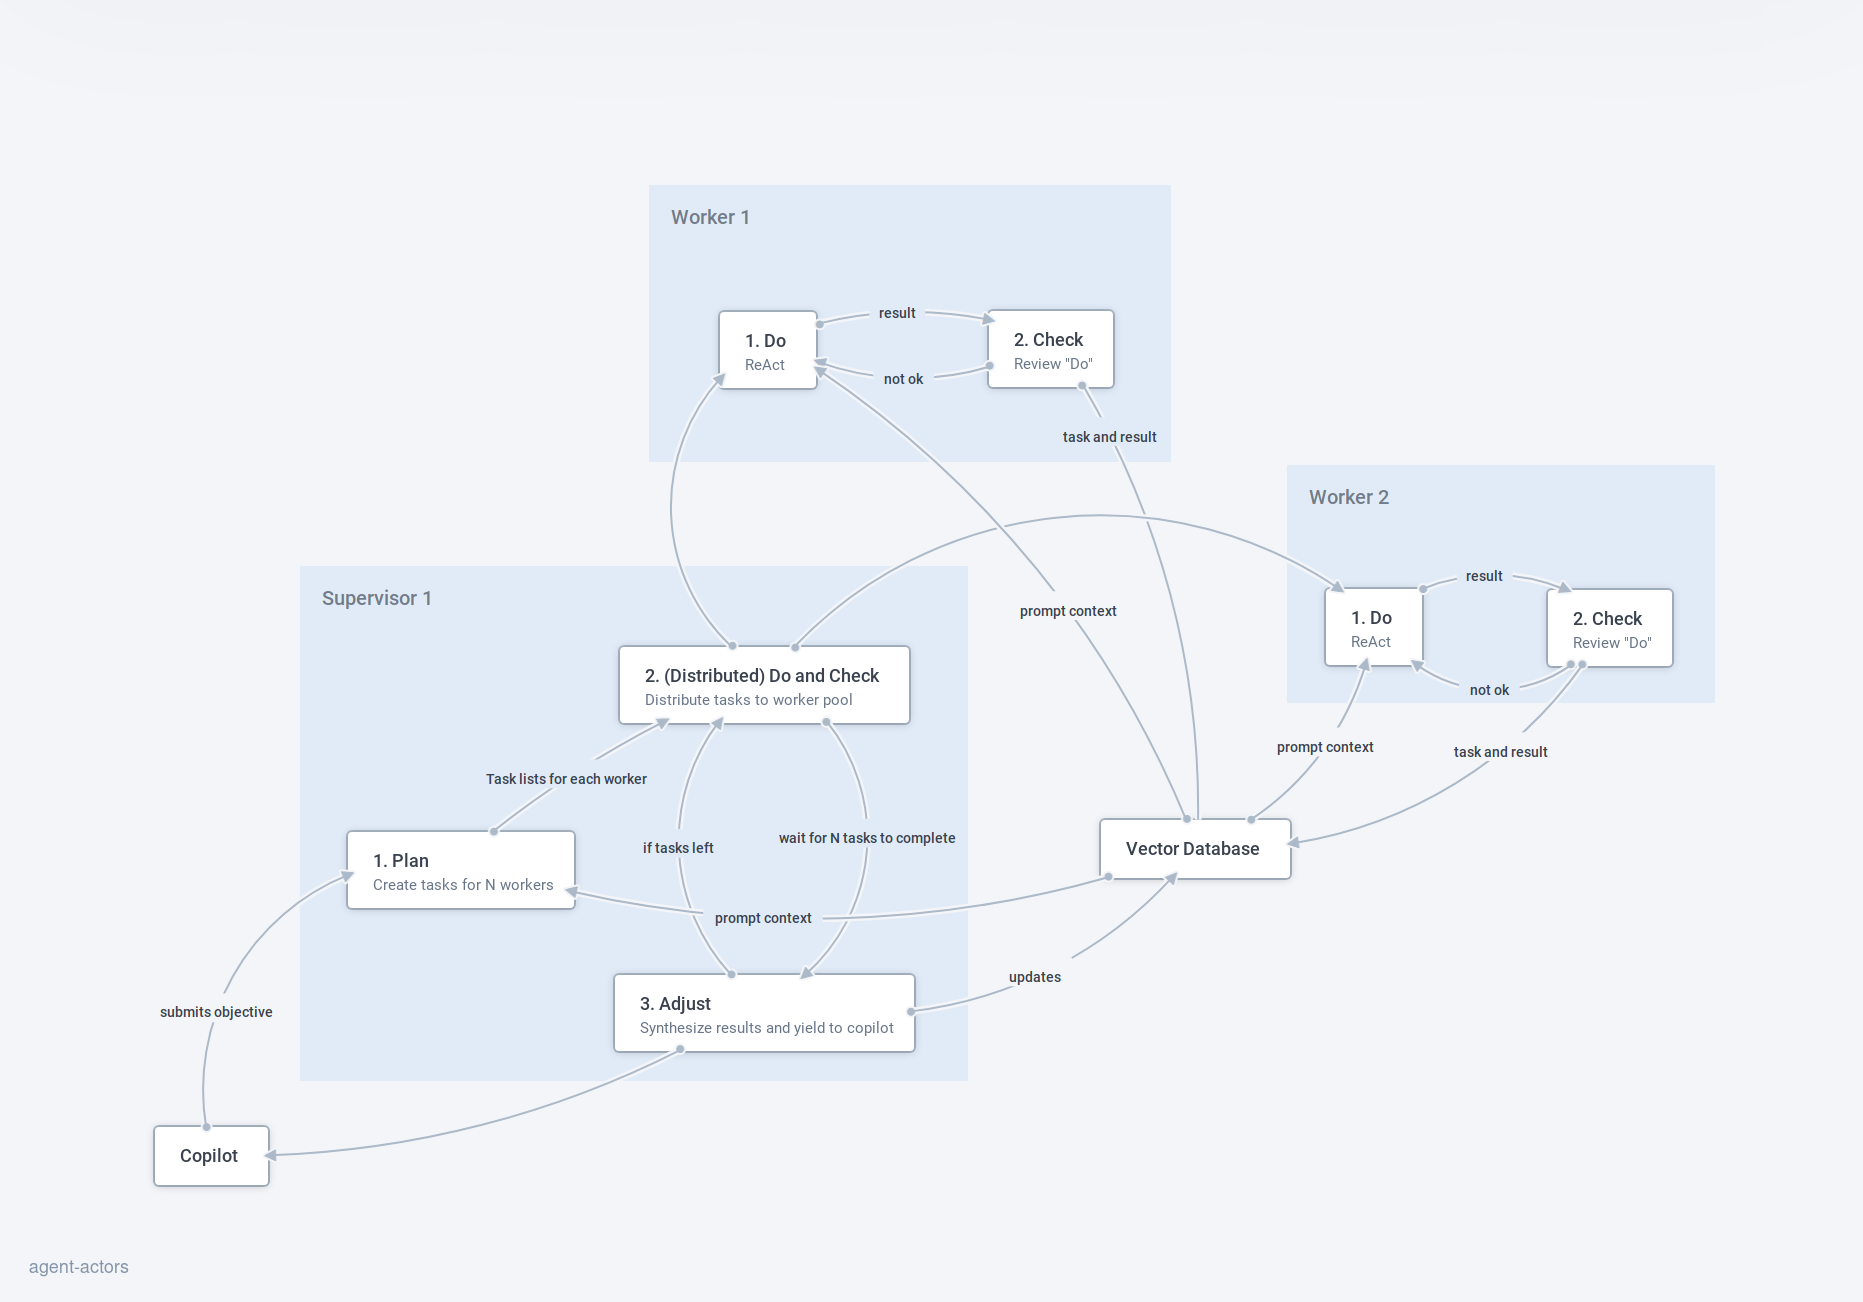 Worker 1
result
1. Do
ReAct
2. Check
Review "Do"
not ok
task and result
Worker 2
result
1. Do
ReAct
2. Check
Review "Do"
not ok
prompt context
task and result
prompt context
Supervisor 1
2. (Distributed) Do and Check
Distribute tasks to worker pool
Task lists for each worker
if tasks left
wait for N tasks to complete
1. Plan
Create tasks for N workers
Vector Database
prompt context
updates
3. Adjust
Synthesize results and yield to copilot
submits objective
Copilot
agent-actors